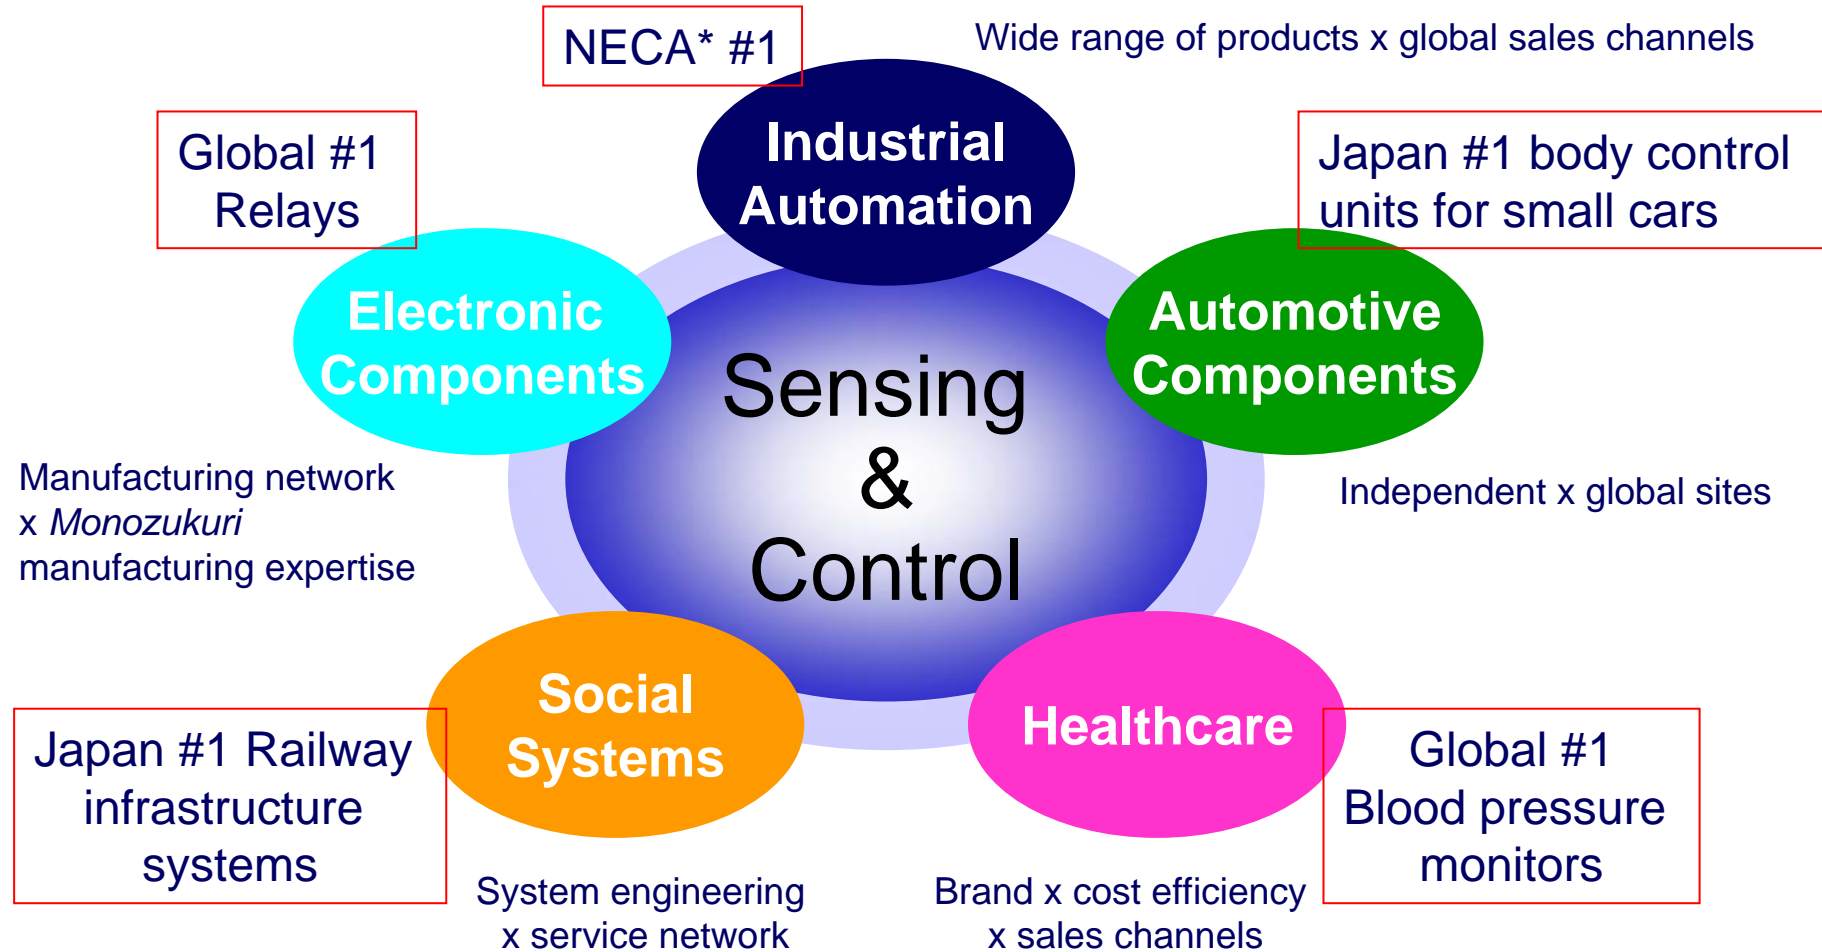 NECA* #1
Wide range of products x global sales channels
Industrial
Automation
Global #1
Relays
Japan #1 body control
units for small cars
Electronic
Components
Automotive
Components
Sensing
&
Control
Manufacturing network
x Monozukuri
manufacturing expertise
Independent x global sites
Social
Systems
Healthcare
Japan #1 Railway
infrastructure
systems
Global #1
Blood pressure
monitors
System engineering
x service network
Brand x cost efficiency
x sales channels